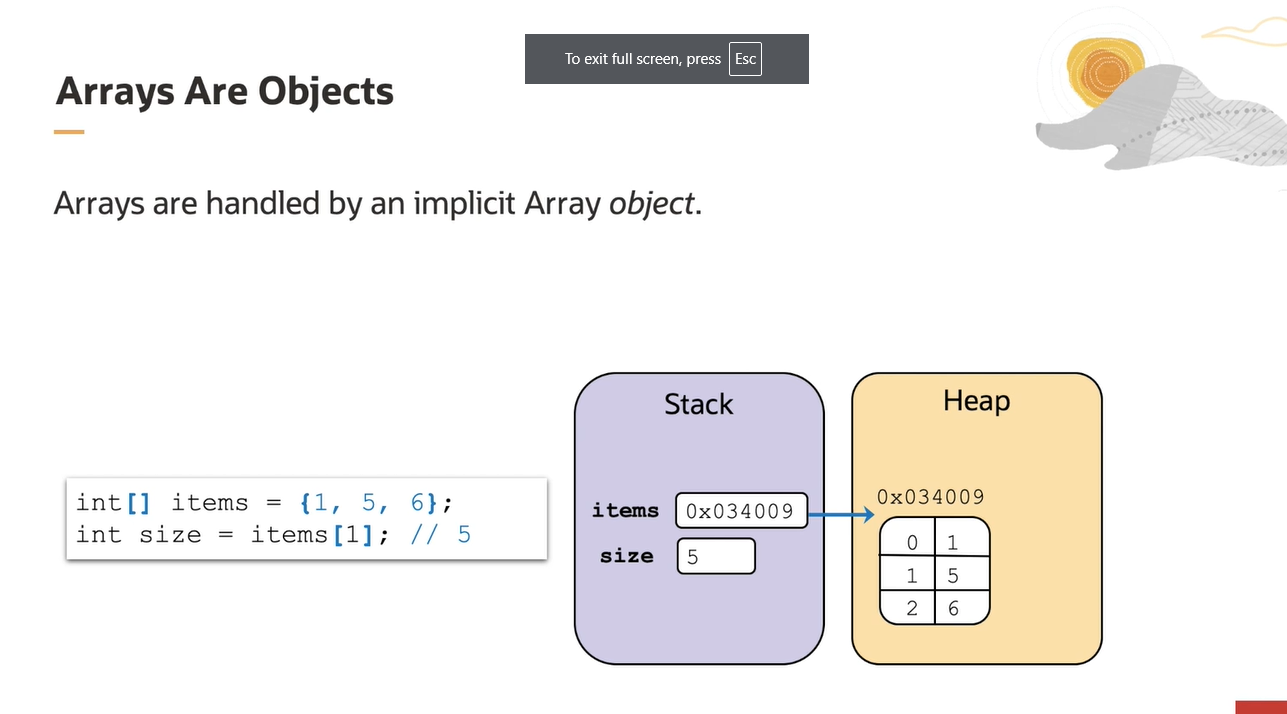 To exit full screen, press Esc
Arrays Are Objects
Arrays are handled by an implicit Array object.
int[] items = {1, 5, 6};
int size = items[1]; // 5
Stack
items 0x034009
size 5
Heap
0x034009
0 1
1 5
2 6